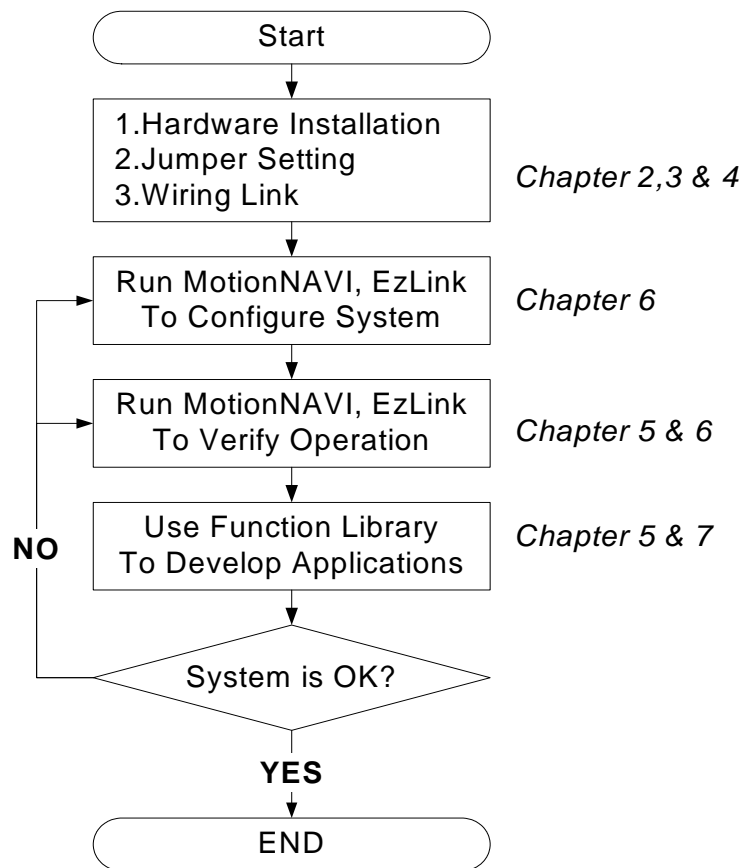 Start
1.Hardware Installation
2.Jumper Setting
3.Wiring Link
Chapter 2,3 & 4
Run MotionNAVI, EzLink
To Configure System
Chapter 6
Run MotionNAVI, EzLink
To Verify Operation
Chapter 5 & 6
Use Function Library
To Develop Applications
Chapter 5 & 7
NO
System is OK?
YES
END